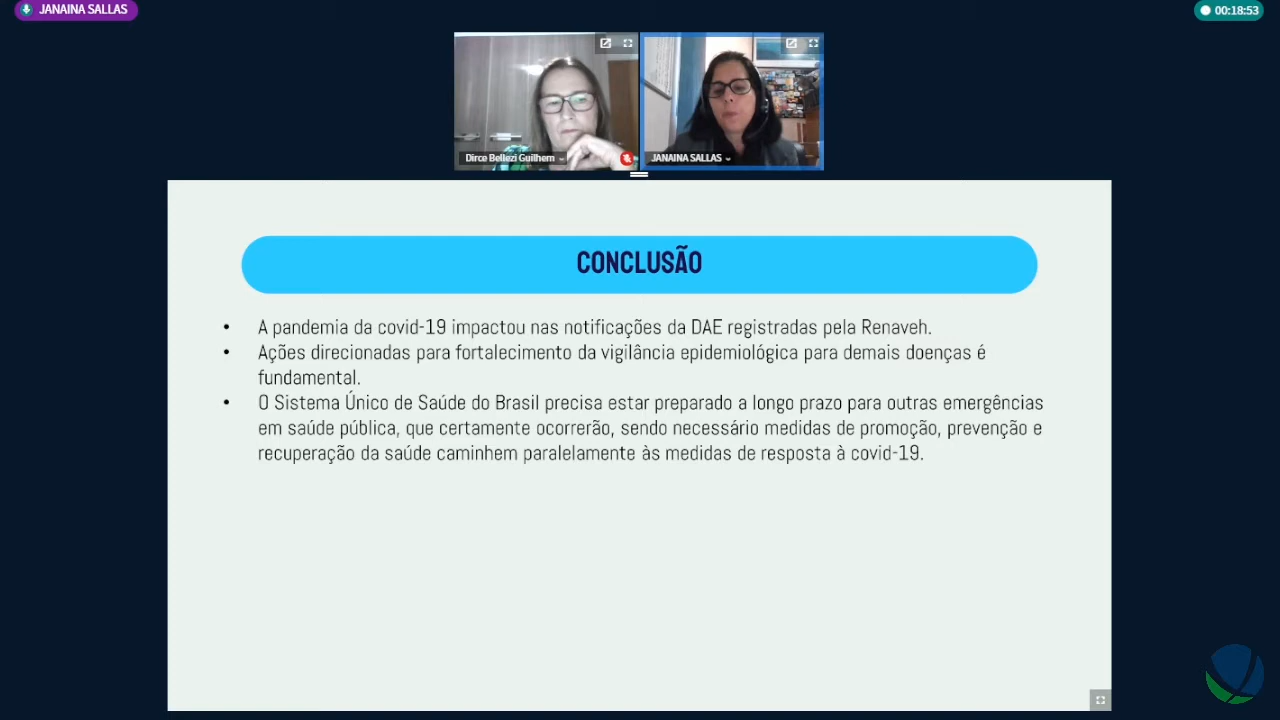 JANAINA SALLAS
00:18:53
Dirce Bellezi Guilhem
JANAINA SALLAS
CONCLUSÃO
• A pandemia da covid-19 impactou nas notificações da DAE registradas pela Renaveh.
• Ações direcionadas para fortalecimento da vigilância epidemiológica para demais doenças é
fundamental.
• O Sistema Único de Saúde do Brasil precisa estar preparado a longo prazo para outras emergências
em saúde pública, que certamente ocorrerão, sendo necessário medidas de promoção, prevenção e
recuperação da saúde caminhem paralelamente às medidas de resposta à covid-19.